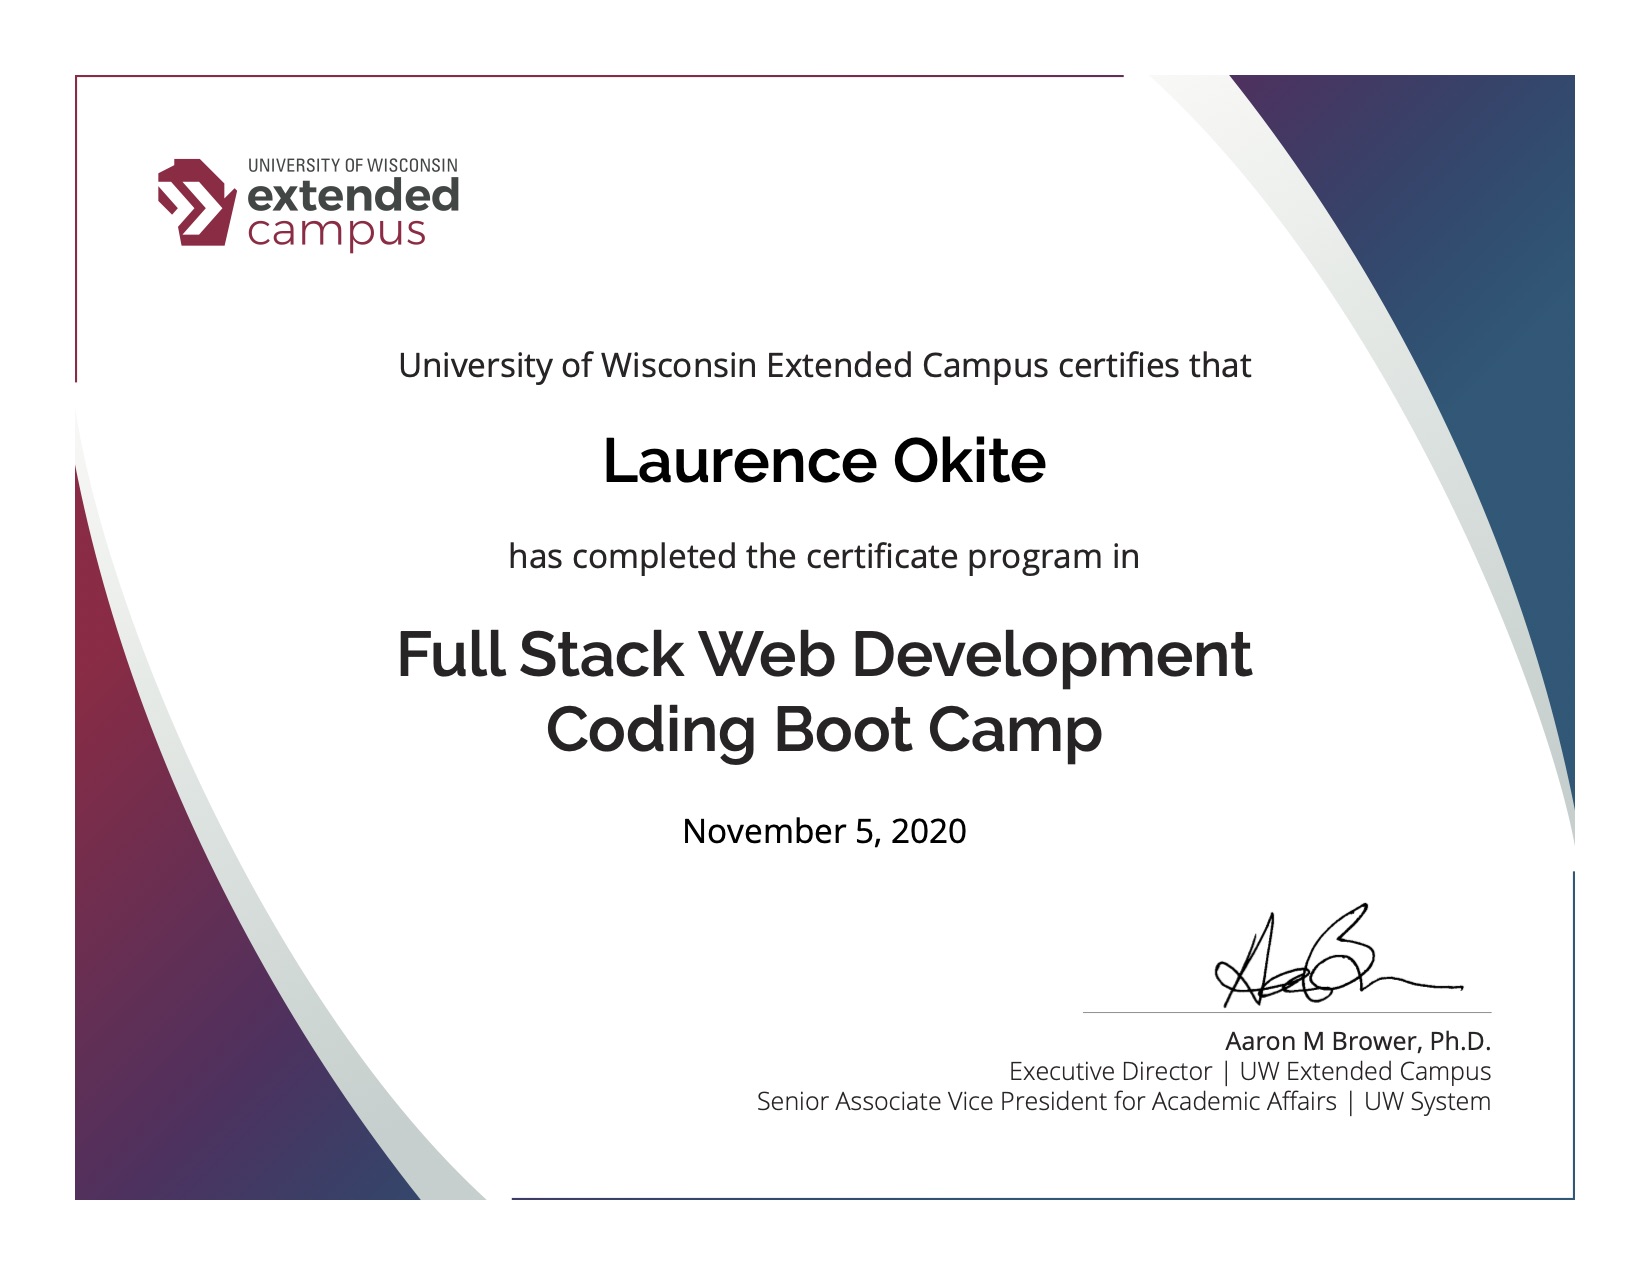 UNIVERSITY OF WISCONSIN
extended
campus
University of Wisconsin Extended Campus certifies that
Laurence Okite
has completed the certificate program in
Full Stack Web Development
Coding Boot Camp
November 5, 2020
Aaron M Brower, Ph.D.
Executive Director | UW Extended Campus
Senior Associate Vice President for Academic Affairs | UW System